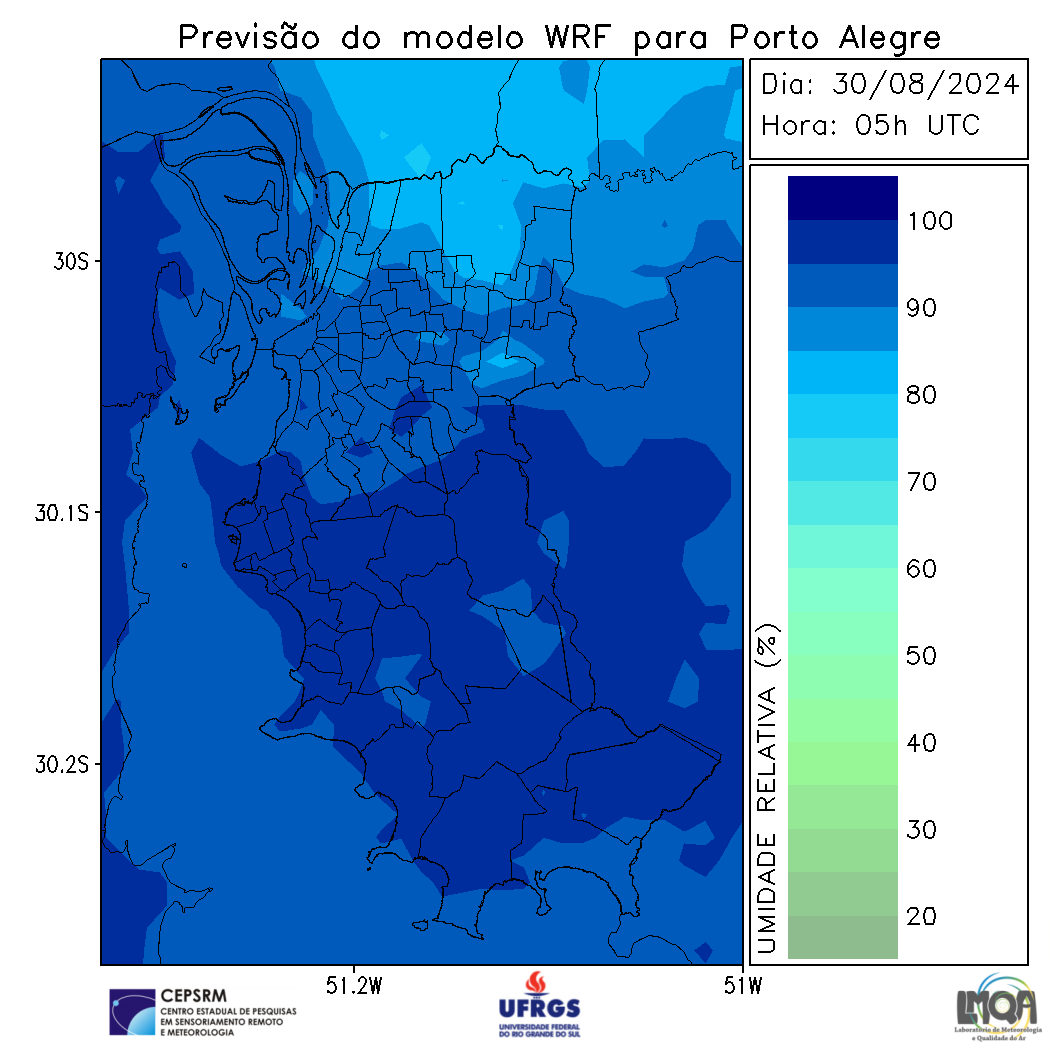 Previsão do modelo WRF para Porto Alegre
Dia: 30/08/2024
Hora: 05h UTC
30S
30.1S
30.2S
51.2W
51W
UMIDADE RELATIVA (%)
100
90
80
70
60
50
40
30
20
CEPSRM
CENTRO ESTADUAL DE PESQUISAS
EM SENSORIAMENTO REMOTO
E METEOROLOGIA
UFRGS
UNIVERSIDADE FEDERAL
DO RIO GRANDE DO SUL
LMQA
Laboratório de Meteorologia
e Qualidade do Ar